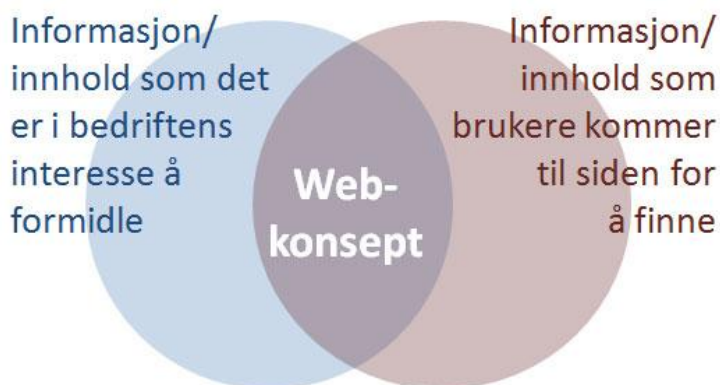 Informasjon/
innhold som det
er i bedriftens
interesse å
formidle
Web-
konsept
Informasjon/
innhold som
brukere kommer
til siden for
å finne